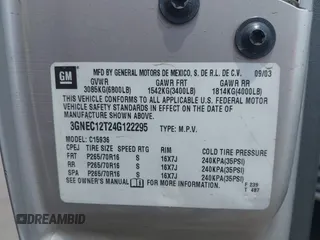 GM
MFD BY GENERAL MOTORS DE MEXICO, S. DE R.L. DE C.V. 09/03
GVWR GAWR FRT GAWR RR
3085KG(6800LB) 1542KG(3400LB) 1814KG(4000LB)
THIS VEHICLE CONFORMS TO ALL APPLICABLE U.S. FEDERAL MOTOR
VEHICLE SAFETY STANDARDS IN EFFECT ON THE DATE OF
MANUFACTURE SHOWN ABOVE.
3GNEC12T24G122295 TYPE: M.P.V.
MODEL: C15936
CPEJ TIRE SIZE SPEED RTG RIM COLD TIRE PRESSURE
FRT P265/70R16 S 16X7J 240KPA(35PSI)
RR P265/70R16 S 16X7J 240KPA(35PSI)
SPA P265/70R16 S 16X7J 240KPA(35PSI)
SEE OWNER'S MANUAL
DREAMBID